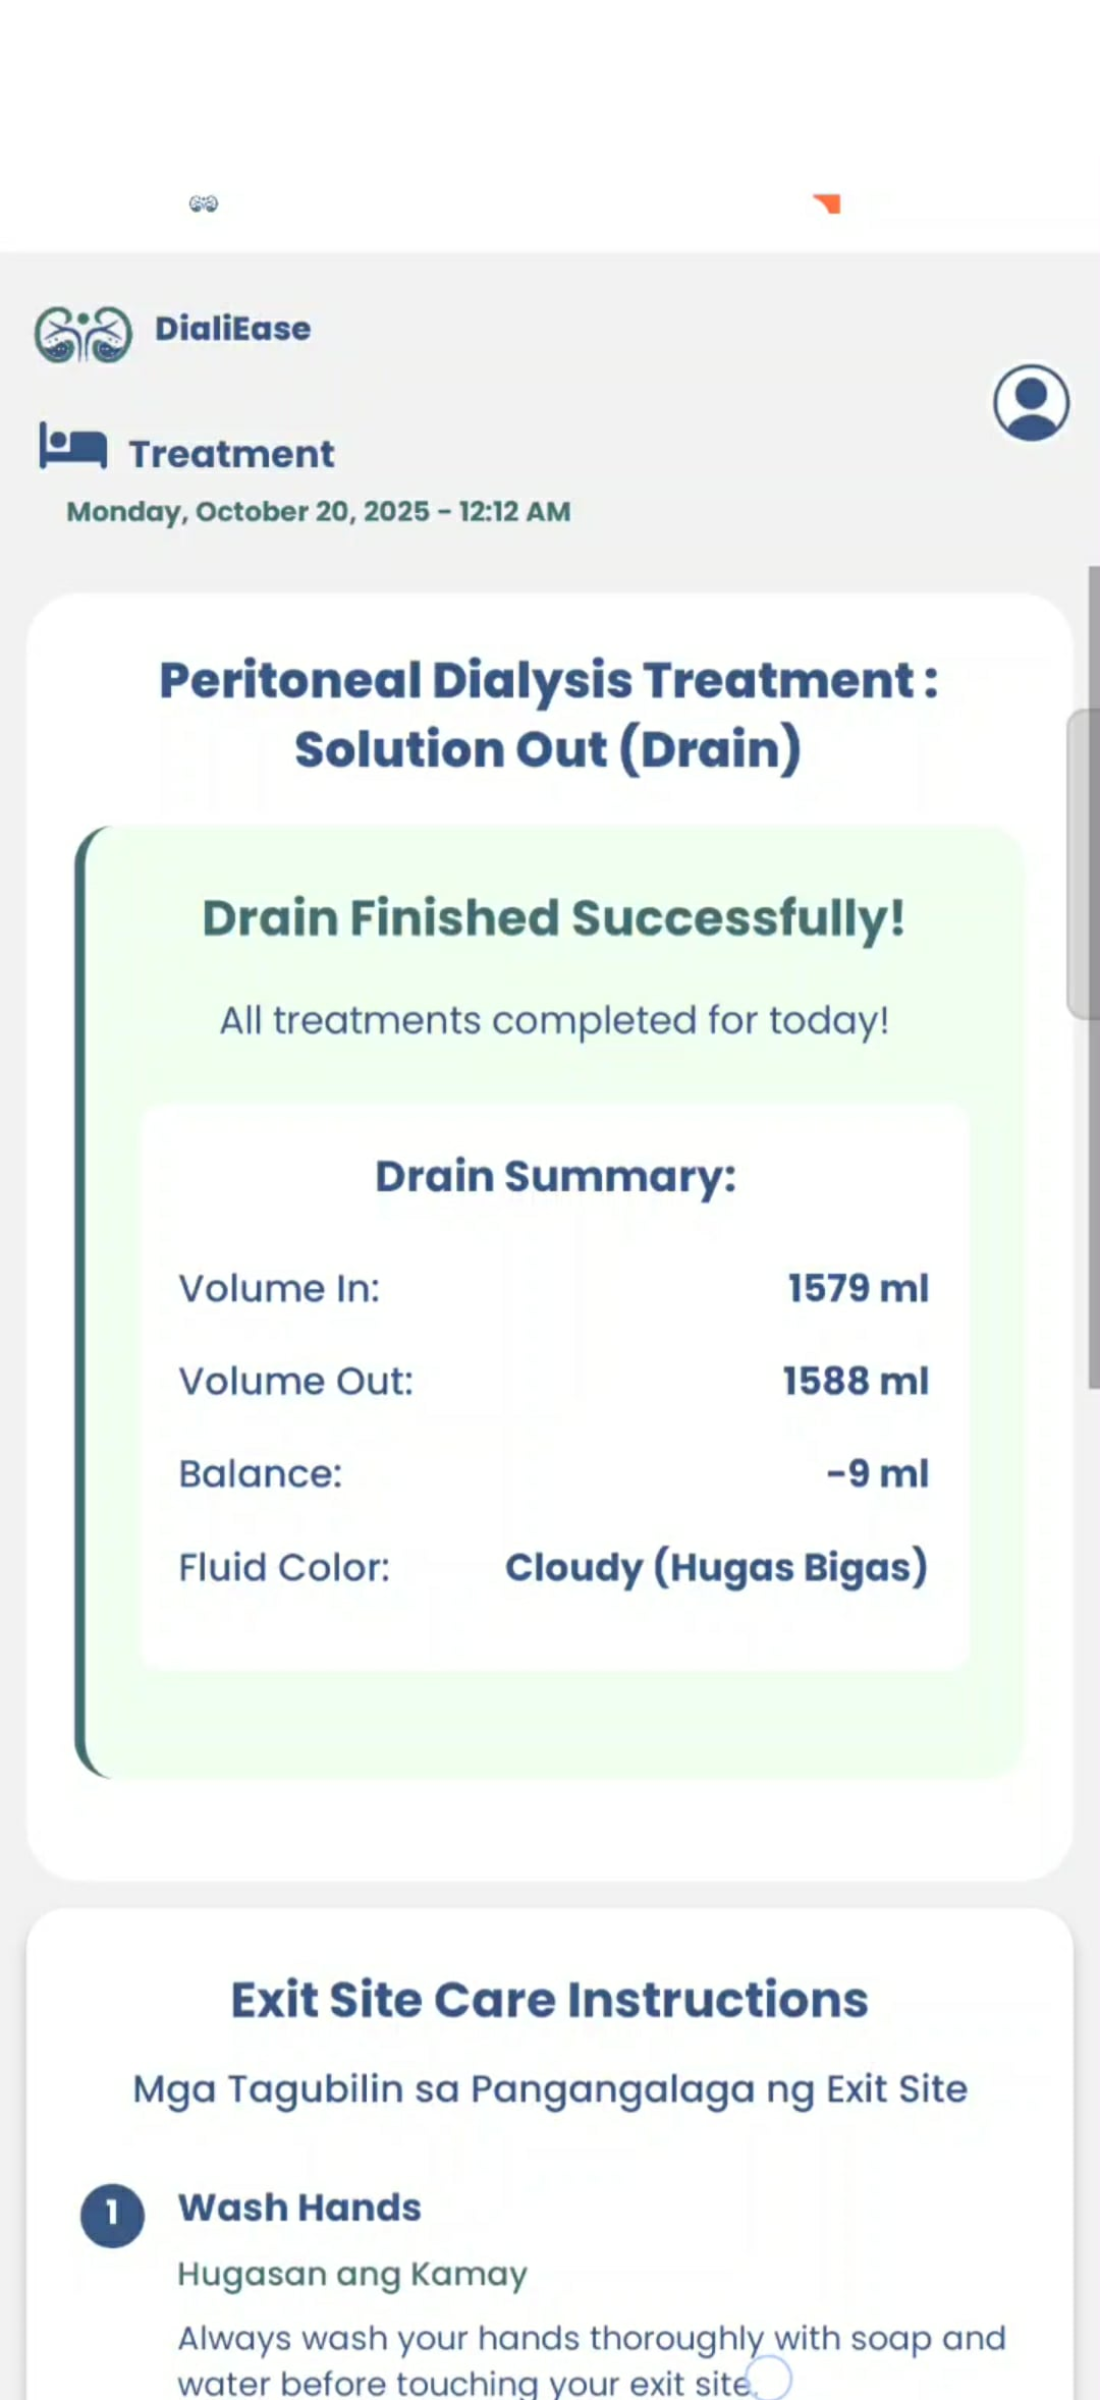 DialiEase
Treatment
Monday, October 20, 2025 - 12:12 AM
Peritoneal Dialysis Treatment :
Solution Out (Drain)
Drain Finished Successfully!
All treatments completed for today!
Drain Summary:
Volume In: 1579 ml
Volume Out: 1588 ml
Balance: -9 ml
Fluid Color: Cloudy (Hugas Bigas)
Exit Site Care Instructions
Mga Tagubilin sa Pangangalaga ng Exit Site
1 Wash Hands
Hugasan ang Kamay
Always wash your hands thoroughly with soap and
water before touching your exit site.